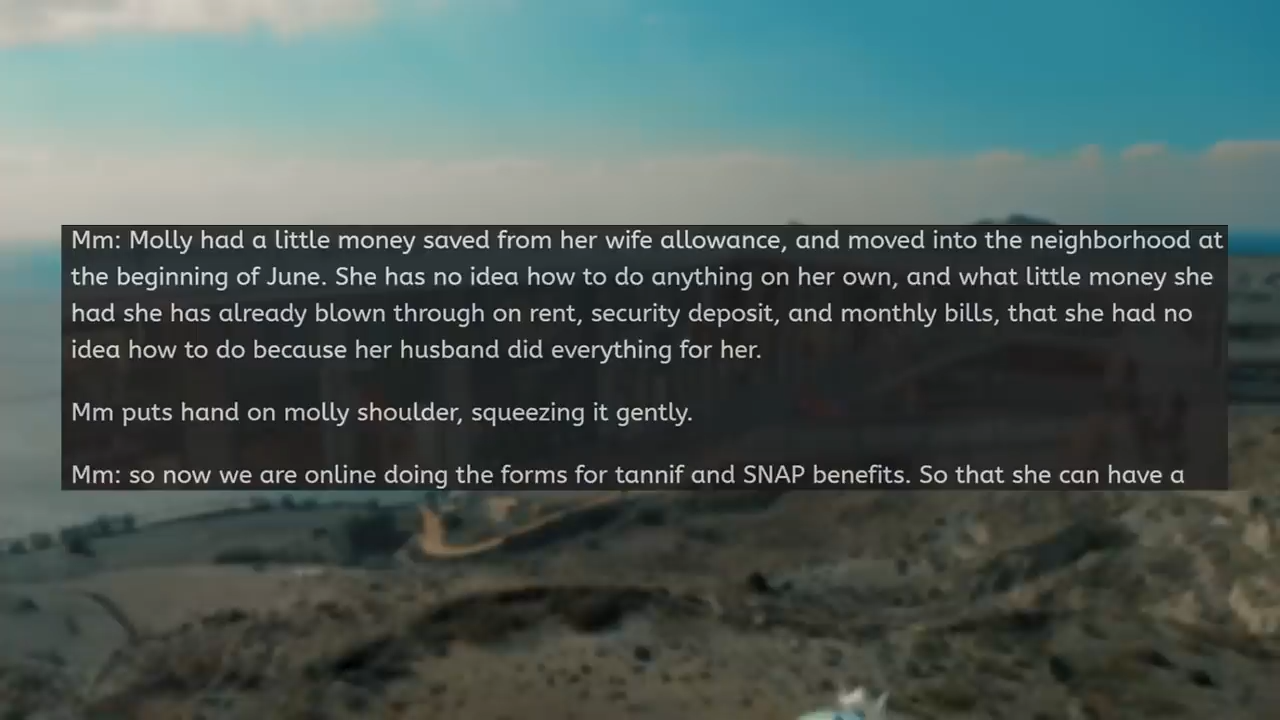 Mm: Molly had a little money saved from her wife allowance, and moved into the neighborhood at
the beginning of June. She has no idea how to do anything on her own, and what little money she
had she has already blown through on rent, security deposit, and monthly bills, that she had no
idea how to do because her husband did everything for her.
Mm puts hand on molly shoulder, squeezing it gently.
Mm: so now we are online doing the forms for tannif and SNAP benefits. So that she can have a